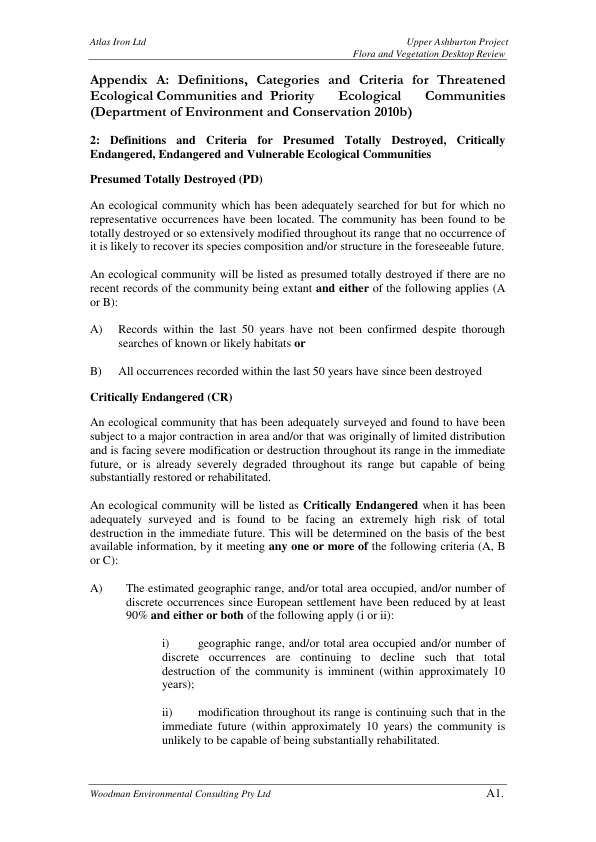 Atlas Iron Ltd
Upper Ashburton Project
Flora and Vegetation Desktop Review
Appendix A: Definitions, Categories and Criteria for Threatened
Ecological Communities and Priority Ecological Communities
(Department of Environment and Conservation 2010b)
2: Definitions and Criteria for Presumed Totally Destroyed, Critically
Endangered, Endangered and Vulnerable Ecological Communities
Presumed Totally Destroyed (PD)
An ecological community which has been adequately searched for but for which no
representative occurrences have been located. The community has been found to be
totally destroyed or so extensively modified throughout its range that no occurrence of
it is likely to recover its species composition and/or structure in the foreseeable future.
An ecological community will be listed as presumed totally destroyed if there are no
recent records of the community being extant and either of the following applies (A
or B):
A) Records within the last 50 years have not been confirmed despite thorough
searches of known or likely habitats or
B) All occurrences recorded within the last 50 years have since been destroyed
Critically Endangered (CR)
An ecological community that has been adequately surveyed and found to have been
subject to a major contraction in area and/or that was originally of limited distribution
and is facing severe modification or destruction throughout its range in the immediate
future, or is already severely degraded throughout its range but capable of being
substantially restored or rehabilitated.
An ecological community will be listed as Critically Endangered when it has been
adequately surveyed and is found to be facing an extremely high risk of total
destruction in the immediate future. This will be determined on the basis of the best
available information, by it meeting any one or more of the following criteria (A, B
or C):
A) The estimated geographic range, and/or total area occupied, and/or number of
discrete occurrences since European settlement have been reduced by at least
90% and either or both of the following apply (i or ii):
i) geographic range, and/or total area occupied and/or number of
discrete occurrences are continuing to decline such that total
destruction of the community is imminent (within approximately 10
years);
ii) modification throughout its range is continuing such that in the
immediate future (within approximately 10 years) the community is
unlikely to be capable of being substantially rehabilitated.
Woodman Environmental Consulting Pty Ltd
A1.